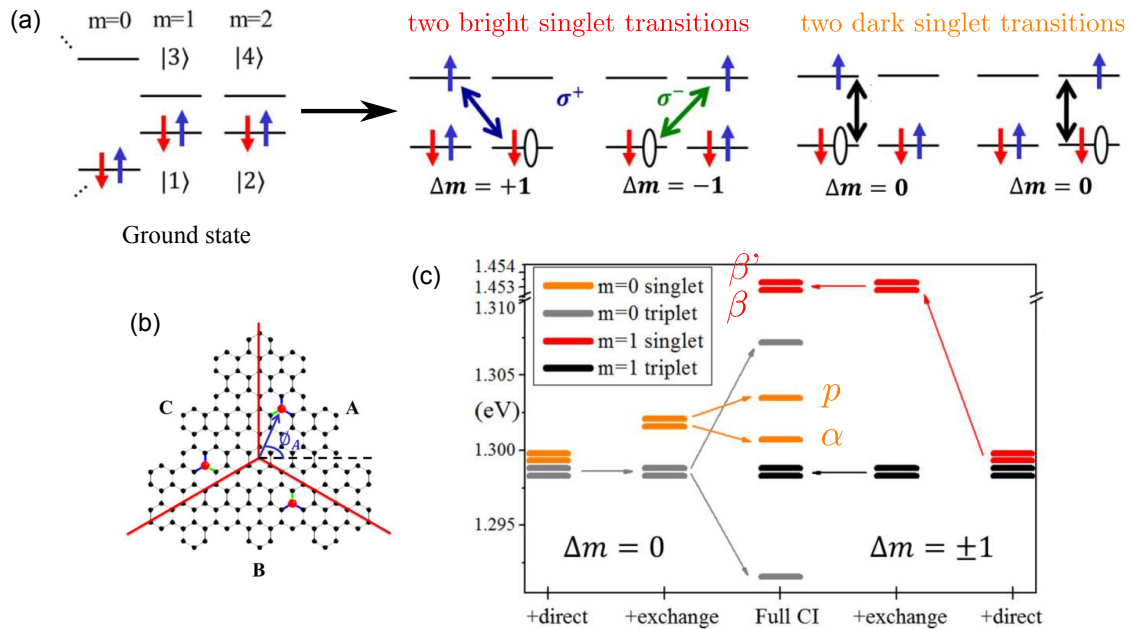 (a)
m=0 m=1 m=2
|3⟩ |4⟩
|1⟩ |2⟩
Ground state
two bright singlet transitions
σ⁺ σ⁻
Δm = +1 Δm = −1
two dark singlet transitions
Δm = 0 Δm = 0
(b)
C A
ϕ_A
B
(c)
1.454
1.453
1.310
1.305
(eV)
1.300
1.295
m=0 singlet
m=0 triplet
m=1 singlet
m=1 triplet
β’
β
p
α
Δm = 0 Δm = ±1
+direct +exchange Full CI +exchange +direct